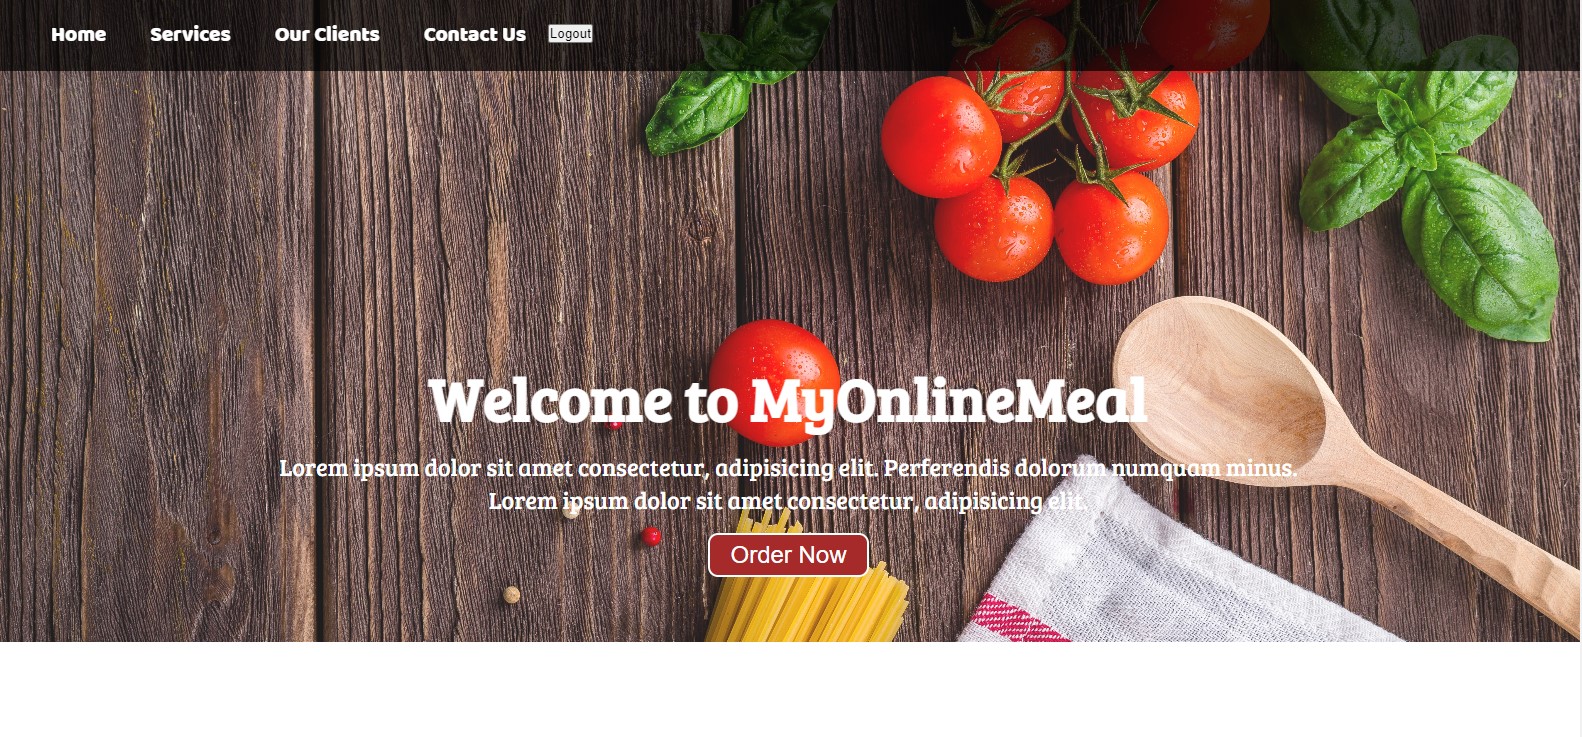 Home Services Our Clients Contact Us Logout
Welcome to MyOnlineMeal
Lorem ipsum dolor sit amet consectetur, adipisicing elit. Perferendis dolorum numquam minus.
Lorem ipsum dolor sit amet consectetur, adipisicing elit.
Order Now